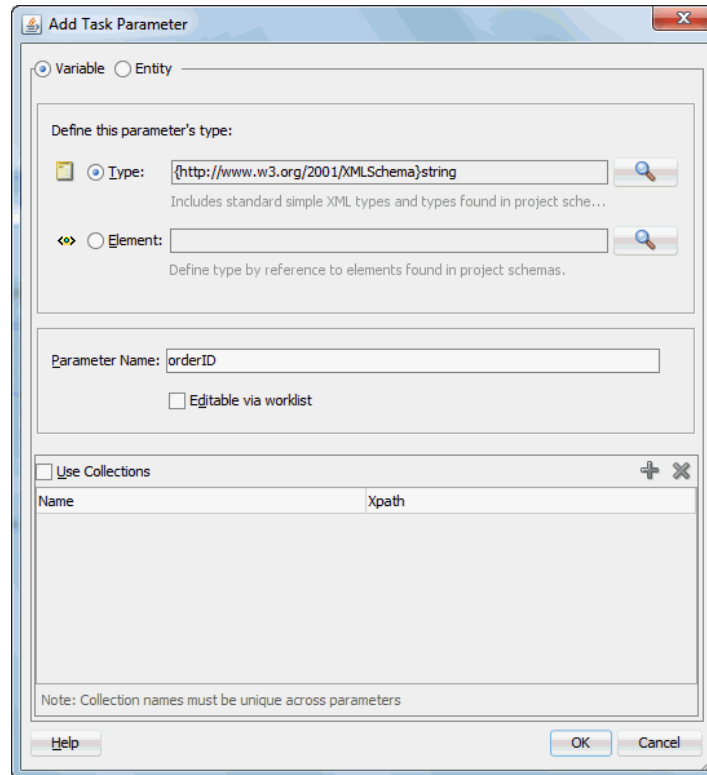 Add Task Parameter
Variable Entity
Define this parameter's type:
Type: {http://www.w3.org/2001/XMLSchema}string
Includes standard simple XML types and types found in project sche...
Element:
Define type by reference to elements found in project schemas.
Parameter Name: orderID
Editable via worklist
Use Collections
Name Xpath
Note: Collection names must be unique across parameters
Help OK Cancel